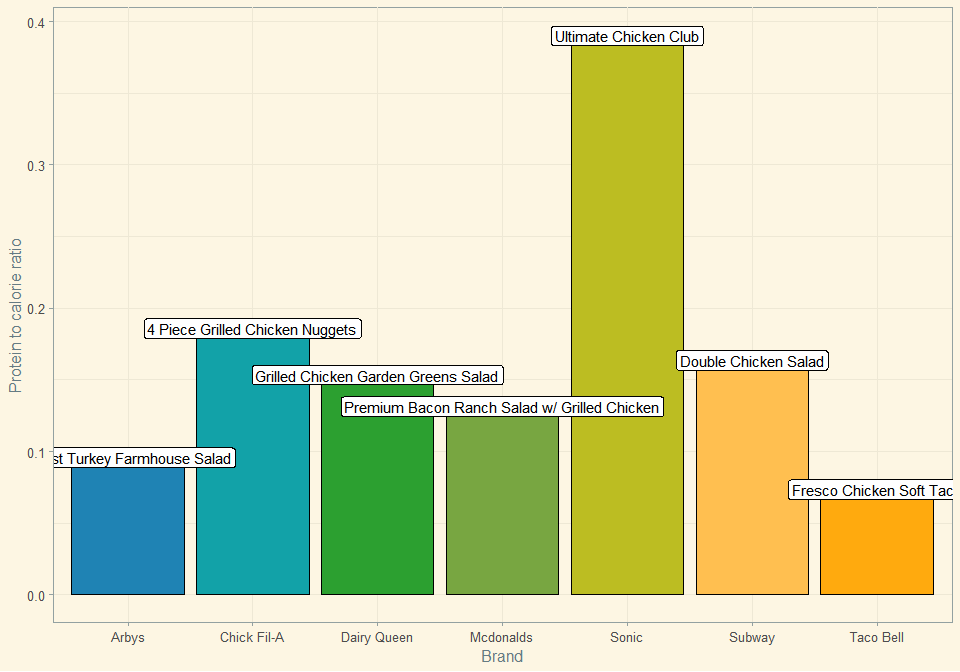 0.4
0.3
0.2
0.1
0.0
Protein to calorie ratio
Ultimate Chicken Club
4 Piece Grilled Chicken Nuggets
Double Chicken Salad
Grilled Chicken Garden Greens Salad
Premium Bacon Ranch Salad w/ Grilled Chicken
Turkey Farmhouse Salad
Fresco Chicken Soft
Arbys Chick Fil-A Dairy Queen Mcdonalds Sonic Subway Taco Bell
Brand